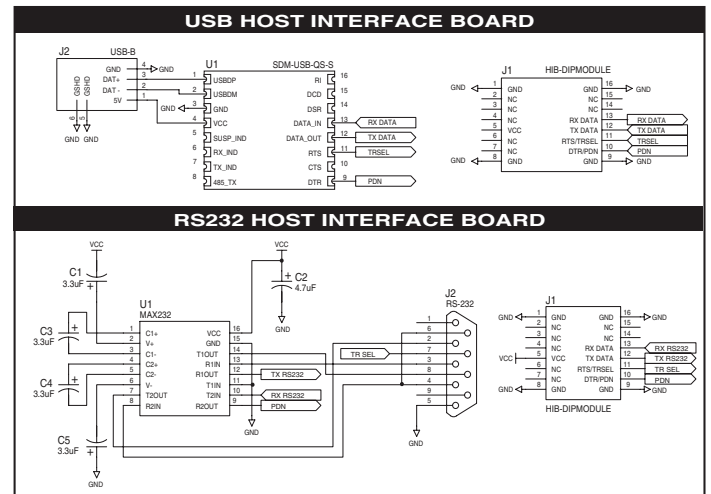 USB HOST INTERFACE BOARD
J2 USB-B
GND 4 GND
DAT+ 3
DAT - 2
5V 1
GSHD GSHD
6 5
GND GND
U1 SDM-USB-QS-S
1 USBDP RI 16
2 USBDM DCD 15
GND 3 GND DSR 14
4 VCC DATA_IN 13 RX DATA
5 SUSP_IND DATA_OUT 12 TX DATA
6 RX_IND RTS 11 TRSEL
7 TX_IND CTS 10
8 485_TX DTR 9 PDN
J1 HIB-DIPMODULE
GND 1 GND GND 16 GND
2 NC NC 15
3 NC NC 14
4 NC RX DATA 13 RX DATA
5 VCC TX DATA 12 TX DATA
6 NC RTS/TRSEL 11 TRSEL
7 NC DTR/PDN 10 PDN
GND 8 GND GND 9 GND
RS232 HOST INTERFACE BOARD
VCC
C1
3.3uF +
C3
3.3uF +
C4
3.3uF +
C5
3.3uF +
GND
U1
MAX232
1 C1+ VCC 16
2 V+ GND 15
3 C1- T1OUT 14
4 C2+ R1IN 13
5 C2- R1OUT 12 TX RS232
6 V- T1IN 11
7 T2OUT T2IN 10 RX RS232
8 R2IN R2OUT 9 PDN
GND
VCC
+ C2
4.7uF
GND
TR SEL
J2
RS-232
1
6
2
7
3
8
4
9
5
GND
J1
GND 1 GND GND 16 GND
2 NC NC 15
3 NC NC 14
4 NC RX DATA 13 RX RS232
VCC 5 VCC TX DATA 12 TX RS232
6 NC RTS/TRSEL 11 TR SEL
7 NC DTR/PDN 10 PDN
GND 8 GND GND 9 GND
HIB-DIPMODULE